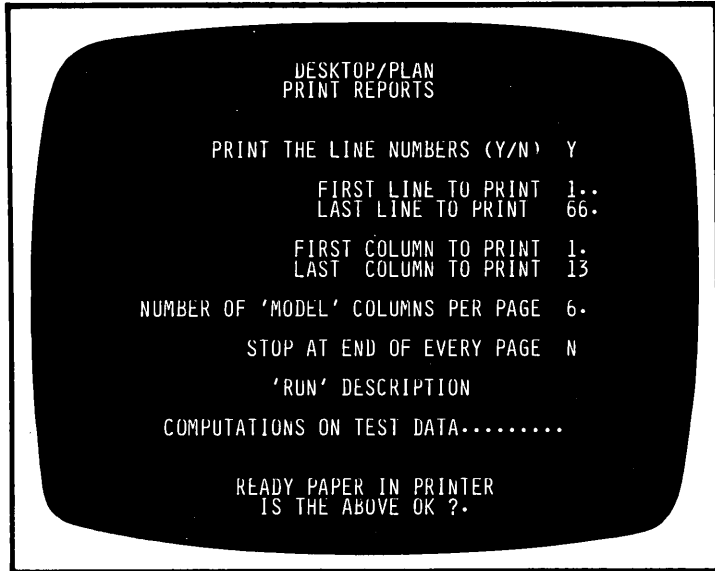 DESKTOP/PLAN
PRINT REPORTS
PRINT THE LINE NUMBERS (Y/N) Y
FIRST LINE TO PRINT 1..
LAST LINE TO PRINT 66.
FIRST COLUMN TO PRINT 1.
LAST COLUMN TO PRINT 13
NUMBER OF 'MODEL' COLUMNS PER PAGE 6.
STOP AT END OF EVERY PAGE N
'RUN' DESCRIPTION
COMPUTATIONS ON TEST DATA.........
READY PAPER IN PRINTER
IS THE ABOVE OK ?.